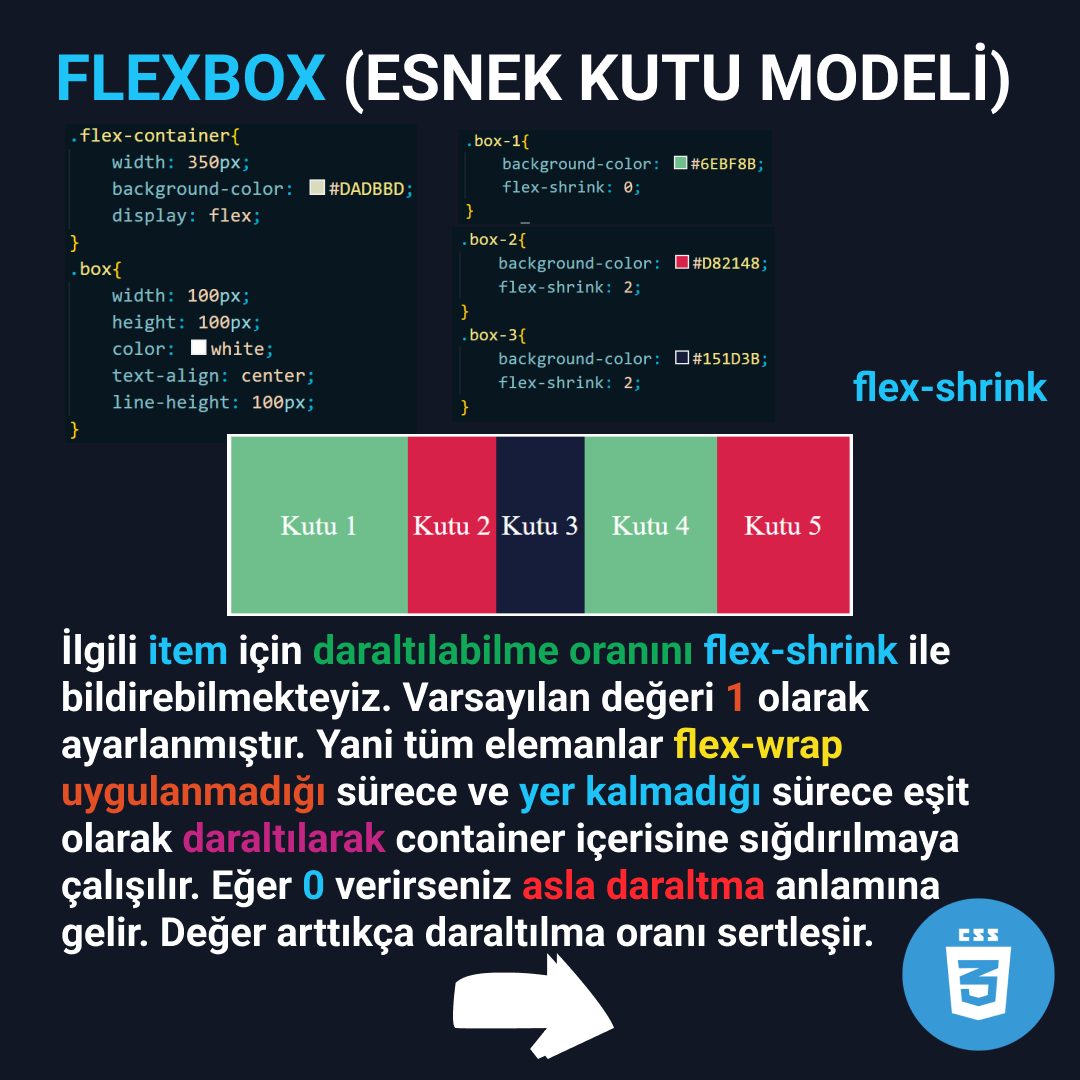 FLEXBOX (ESNEK KUTU MODELİ)
.flex-container{
width: 350px;
background-color: #DADBBD;
display: flex;
}
.box{
width: 100px;
height: 100px;
color: white;
text-align: center;
line-height: 100px;
}
.box-1{
background-color: #6EBF8B;
flex-shrink: 0;
}
.box-2{
background-color: #D82148;
flex-shrink: 2;
}
.box-3{
background-color: #151D3B;
flex-shrink: 2;
}
flex-shrink
Kutu 1 Kutu 2 Kutu 3 Kutu 4 Kutu 5
İlgili item için daraltılabilme oranını flex-shrink ile
bildirebilmekteyiz. Varsayılan değeri 1 olarak
ayarlanmıştır. Yani tüm elemanlar flex-wrap
uygulanmadığı sürece ve yer kalmadığı sürece eşit
olarak daraltılarak container içerisine sığdırılmaya
çalışılır. Eğer 0 verirseniz asla daraltma anlamına
gelir. Değer arttıkça daraltılma oranı sertleşir.
CSS
3